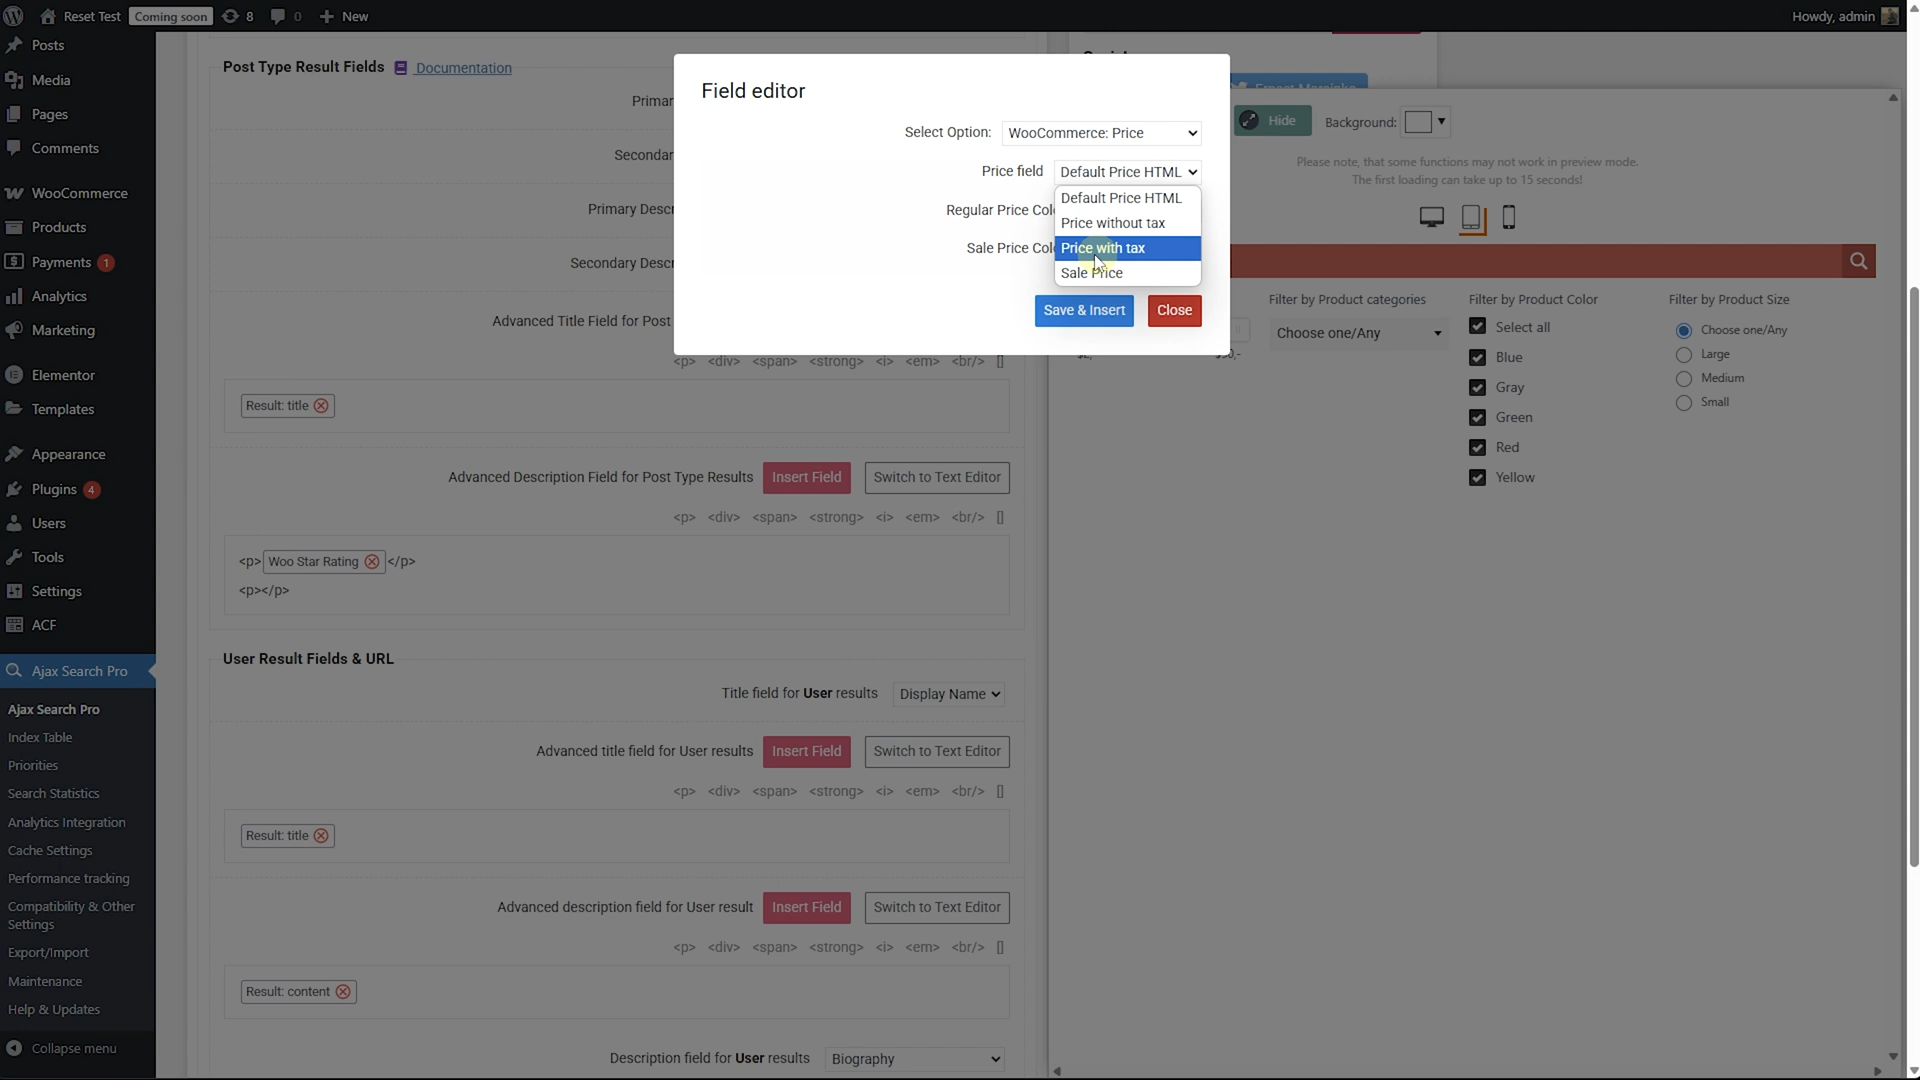 Reset Test Coming soon 8 0 New Howdy, admin
Posts
Media
Pages
Comments
WooCommerce
Products
Payments 1
Analytics
Marketing
Elementor
Templates
Appearance
Plugins 4
Users
Tools
Settings
ACF
Ajax Search Pro
Ajax Search Pro
Index Table
Priorities
Search Statistics
Analytics Integration
Cache Settings
Performance tracking
Compatibility & Other
Settings
Export/Import
Maintenance
Help & Updates
Collapse menu
Post Type Result Fields Documentation
Primar
Secondar
Primary Descr
Secondary Descr
Advanced Title Field for Post
<p> <div> <span> <strong> <i> <em> <br/> []
Result: title
Advanced Description Field for Post Type Results Insert Field Switch to Text Editor
<p> <div> <span> <strong> <i> <em> <br/> []
<p> Woo Star Rating </p>
<p></p>
User Result Fields & URL
Title field for User results Display Name
Advanced title field for User results Insert Field Switch to Text Editor
<p> <div> <span> <strong> <i> <em> <br/> []
Result: title
Advanced description field for User result Insert Field Switch to Text Editor
<p> <div> <span> <strong> <i> <em> <br/> []
Result: content
Description field for User results Biography
Field editor
Select Option: WooCommerce: Price
Price field Default Price HTML
Default Price HTML
Price without tax
Price with tax
Sale Price
Regular Price Col
Sale Price Col
Save & Insert Close
Hide Background:
Please note, that some functions may not work in preview mode.
The first loading can take up to 15 seconds!
Filter by Product categories
Choose one/Any
Filter by Product Color
Select all
Blue
Gray
Green
Red
Yellow
Filter by Product Size
Choose one/Any
Large
Medium
Small